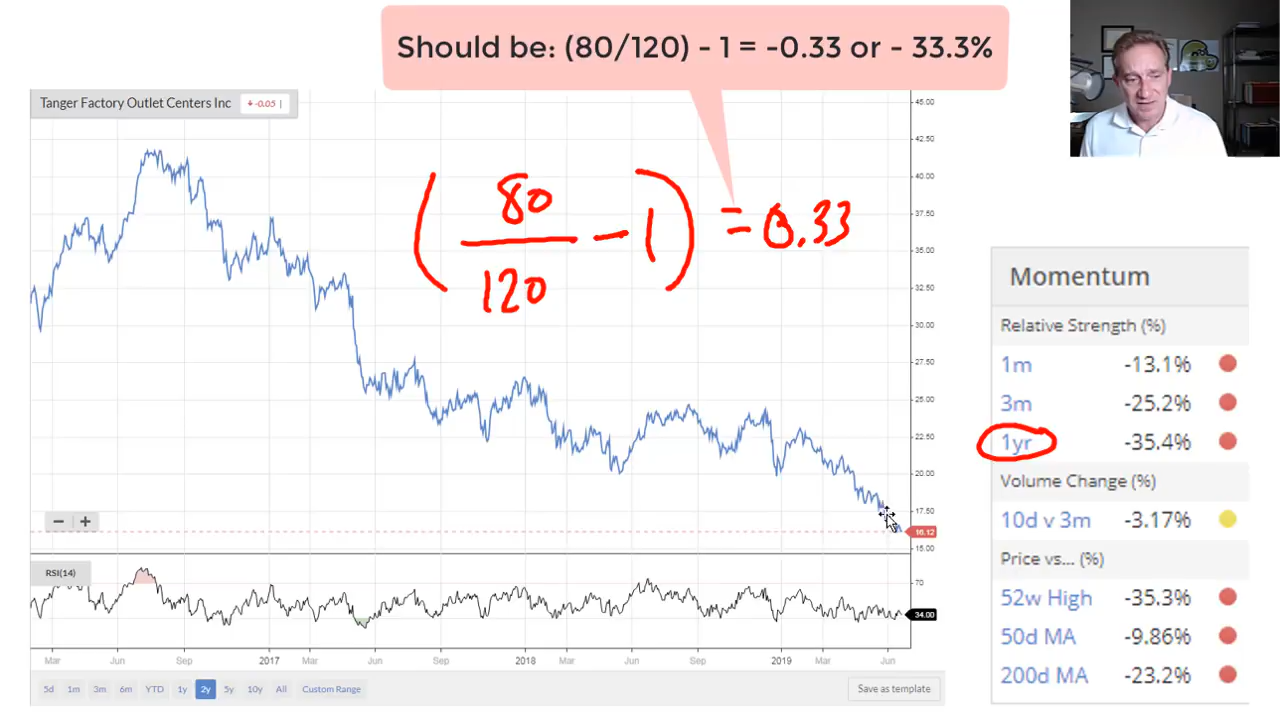 Should be: (80/120) - 1 = -0.33 or - 33.3%
Tanger Factory Outlet Centers Inc
-0.05
45.00
42.50
40.00
37.50
35.00
32.50
30.00
27.50
25.00
22.50
20.00
17.50
16.12
15.00
( 80
120 - 1 ) = 0.33
RSI(14)
70
34.00
Mar Jun Sep 2017 Mar Jun Sep 2018 Mar Jun Sep 2019 Mar Jun
5d 1m 3m 6m YTD 1y 2y 5y 10y All Custom Range
Save as template
Momentum
Relative Strength (%)
1m -13.1%
3m -25.2%
1yr -35.4%
Volume Change (%)
10d v 3m -3.17%
Price vs... (%)
52w High -35.3%
50d MA -9.86%
200d MA -23.2%